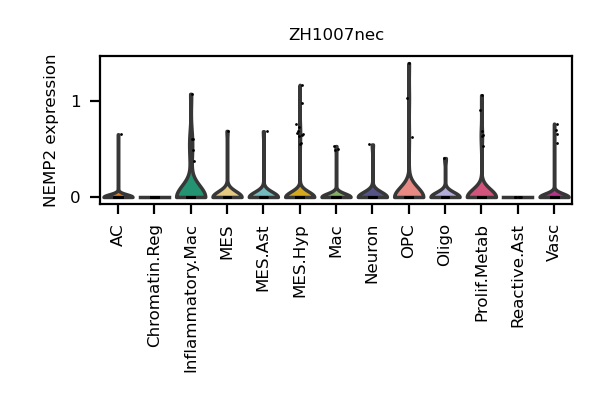 ZH1007nec
NEMP2 expression
1
0
AC
Chromatin.Reg
Inflammatory.Mac
MES
MES.Ast
MES.Hyp
Mac
Neuron
OPC
Oligo
Prolif.Metab
Reactive.Ast
Vasc